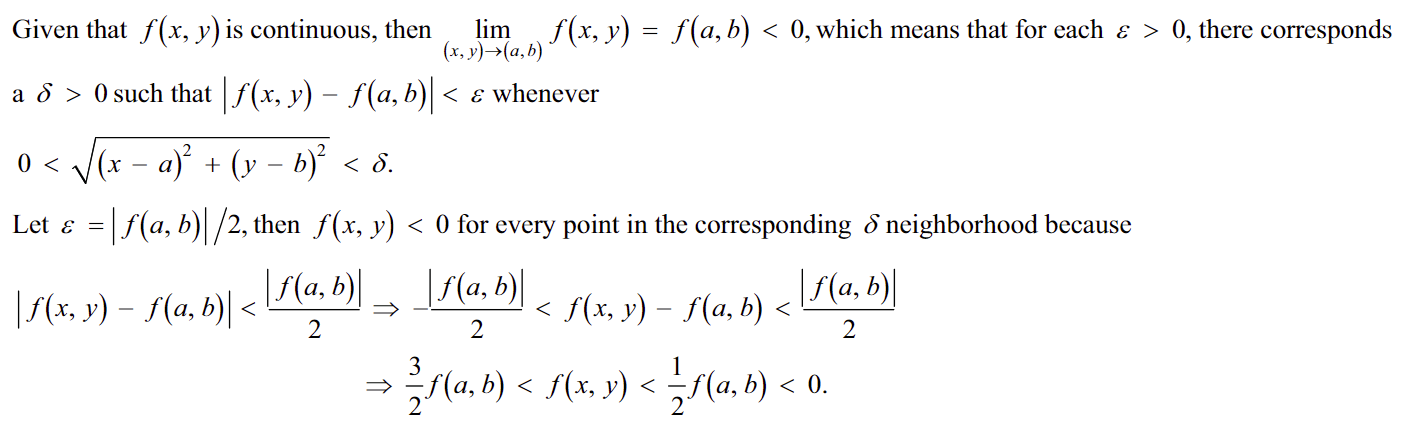 Given that f(x, y) is continuous, then lim_{(x, y)→(a, b)} f(x, y) = f(a, b) < 0, which means that for each ε > 0, there corresponds
a δ > 0 such that |f(x, y) − f(a, b)| < ε whenever
0 < √((x − a)² + (y − b)²) < δ.
Let ε = |f(a, b)|/2, then f(x, y) < 0 for every point in the corresponding δ neighborhood because
|f(x, y) − f(a, b)| < |f(a, b)|/2 ⇒ −|f(a, b)|/2 < f(x, y) − f(a, b) < |f(a, b)|/2
⇒ 3/2 f(a, b) < f(x, y) < 1/2 f(a, b) < 0.